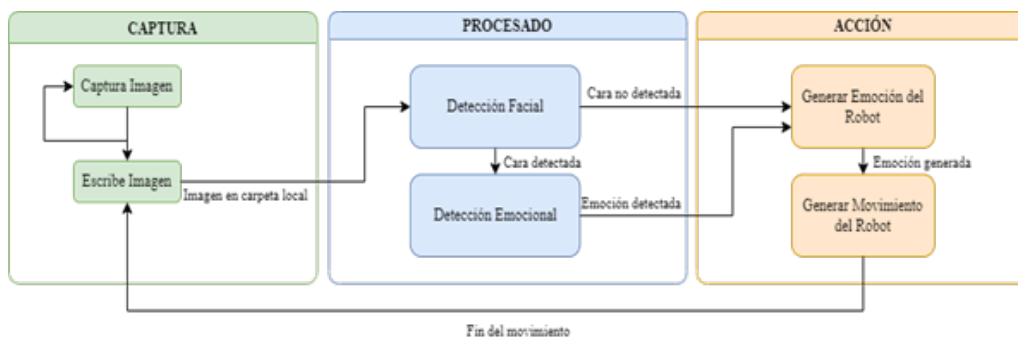 CAPTURA
Captura Imagen
Escribe Imagen
Imagen en carpeta local
PROCESADO
Detección Facial
Cara no detectada
Cara detectada
Detección Emocional
Emoción detectada
ACCIÓN
Generar Emoción del
Robot
Emoción generada
Generar Movimiento
del Robot
Fin del movimiento